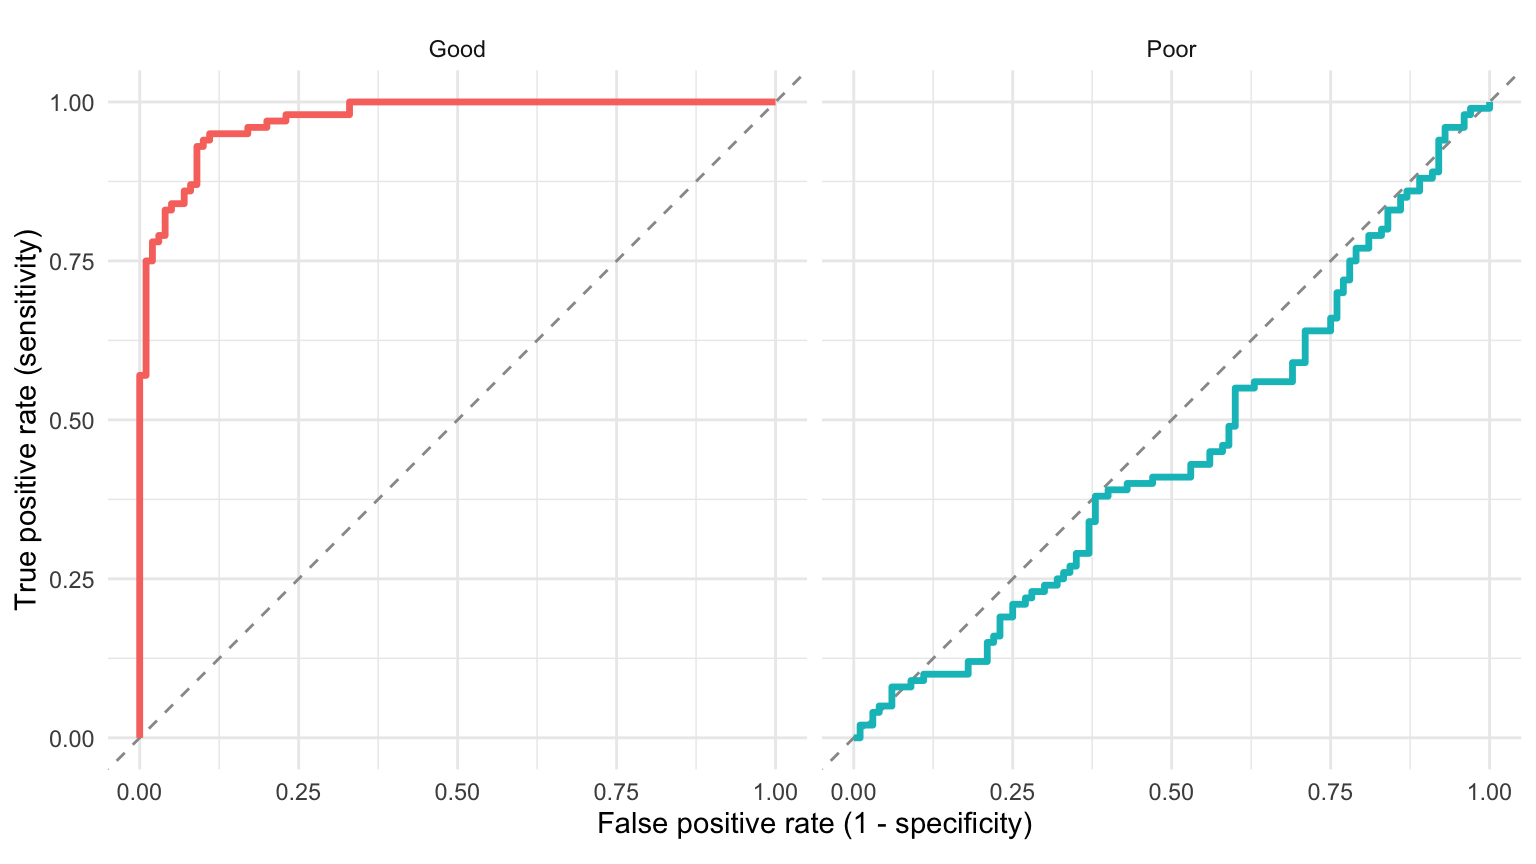 Good
Poor
True positive rate (sensitivity)
1.00
0.75
0.50
0.25
0.00
0.00 0.25 0.50 0.75 1.00
0.00 0.25 0.50 0.75 1.00
False positive rate (1 - specificity)